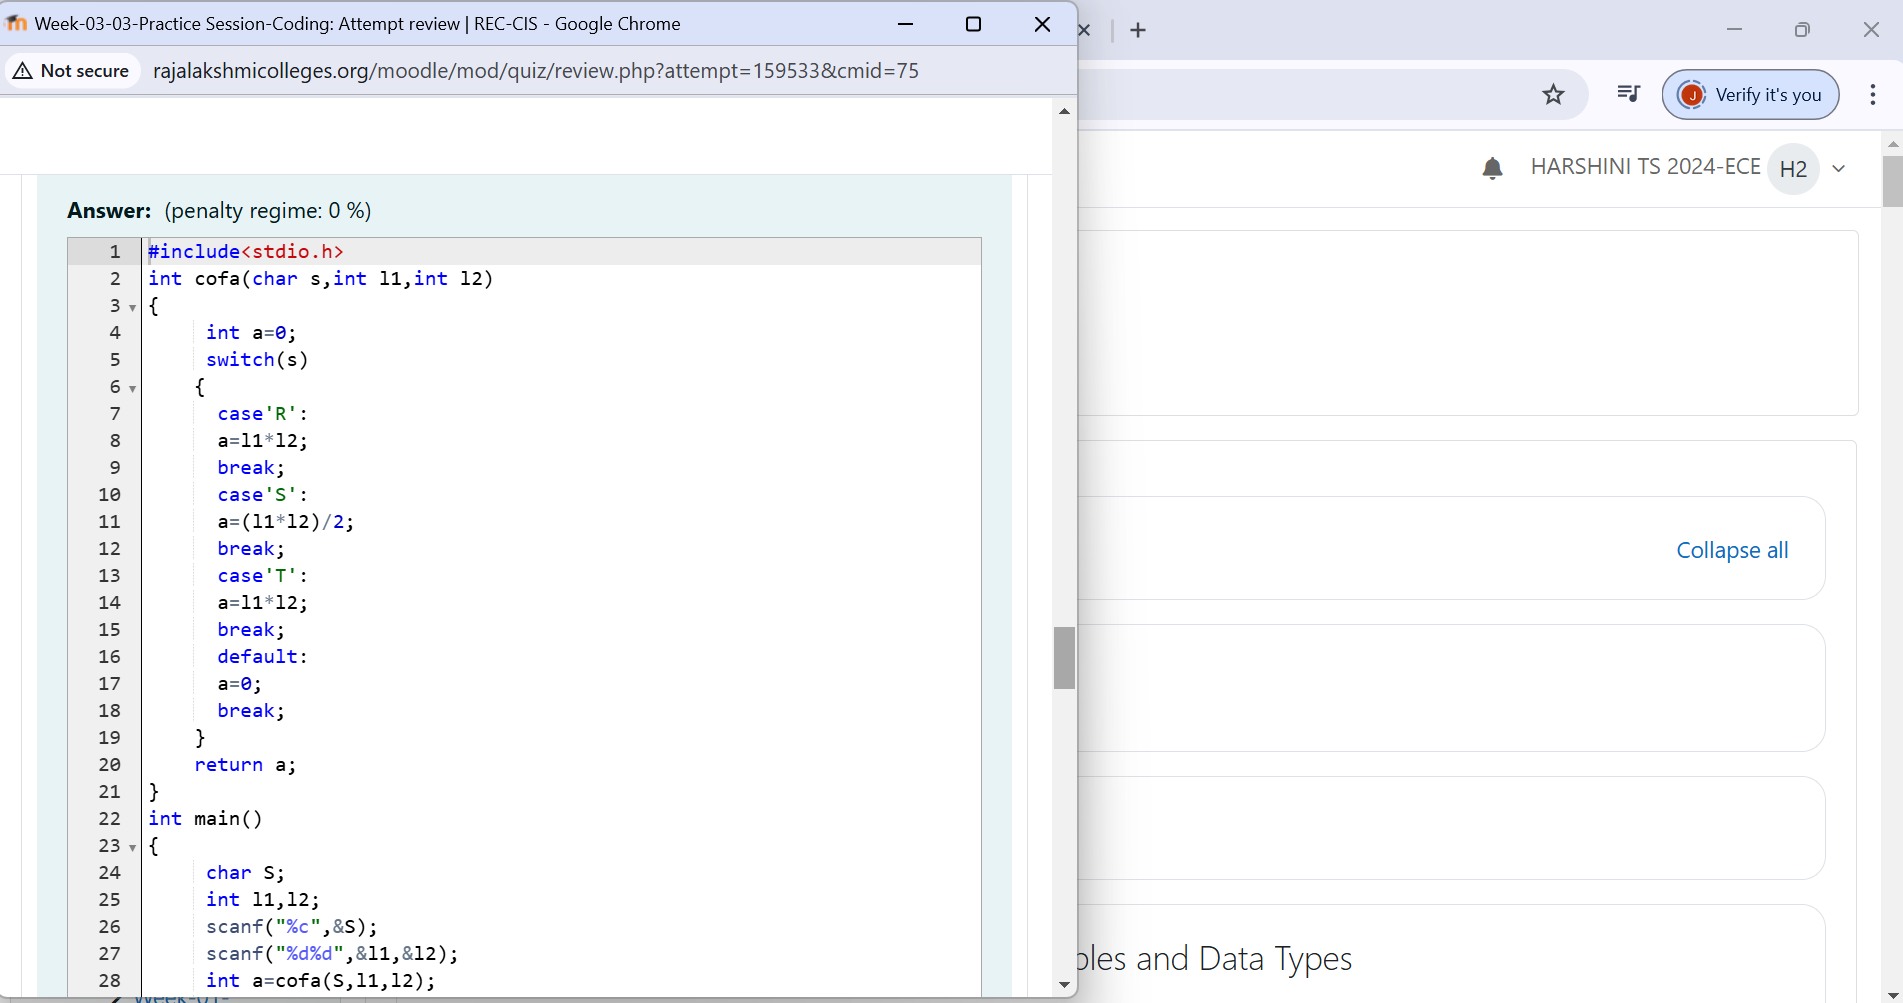 Week-03-03-Practice Session-Coding: Attempt review | REC-CIS - Google Chrome
Not secure
rajalakshmicolleges.org/moodle/mod/quiz/review.php?attempt=159533&cmid=75
J
Verify it's you
HARSHINI TS 2024-ECE
H2
Answer: (penalty regime: 0 %)
1 #include<stdio.h>
2 int cofa(char s,int l1,int l2)
3 {
4 int a=0;
5 switch(s)
6 {
7 case'R':
8 a=l1*l2;
9 break;
10 case'S':
11 a=(l1*l2)/2;
12 break;
13 case'T':
14 a=l1*l2;
15 break;
16 default:
17 a=0;
18 break;
19 }
20 return a;
21 }
22 int main()
23 {
24 char S;
25 int l1,l2;
26 scanf("%c",&S);
27 scanf("%d%d",&l1,&l2);
28 int a=cofa(S,l1,l2);
Collapse all
bles and Data Types
Week-01-